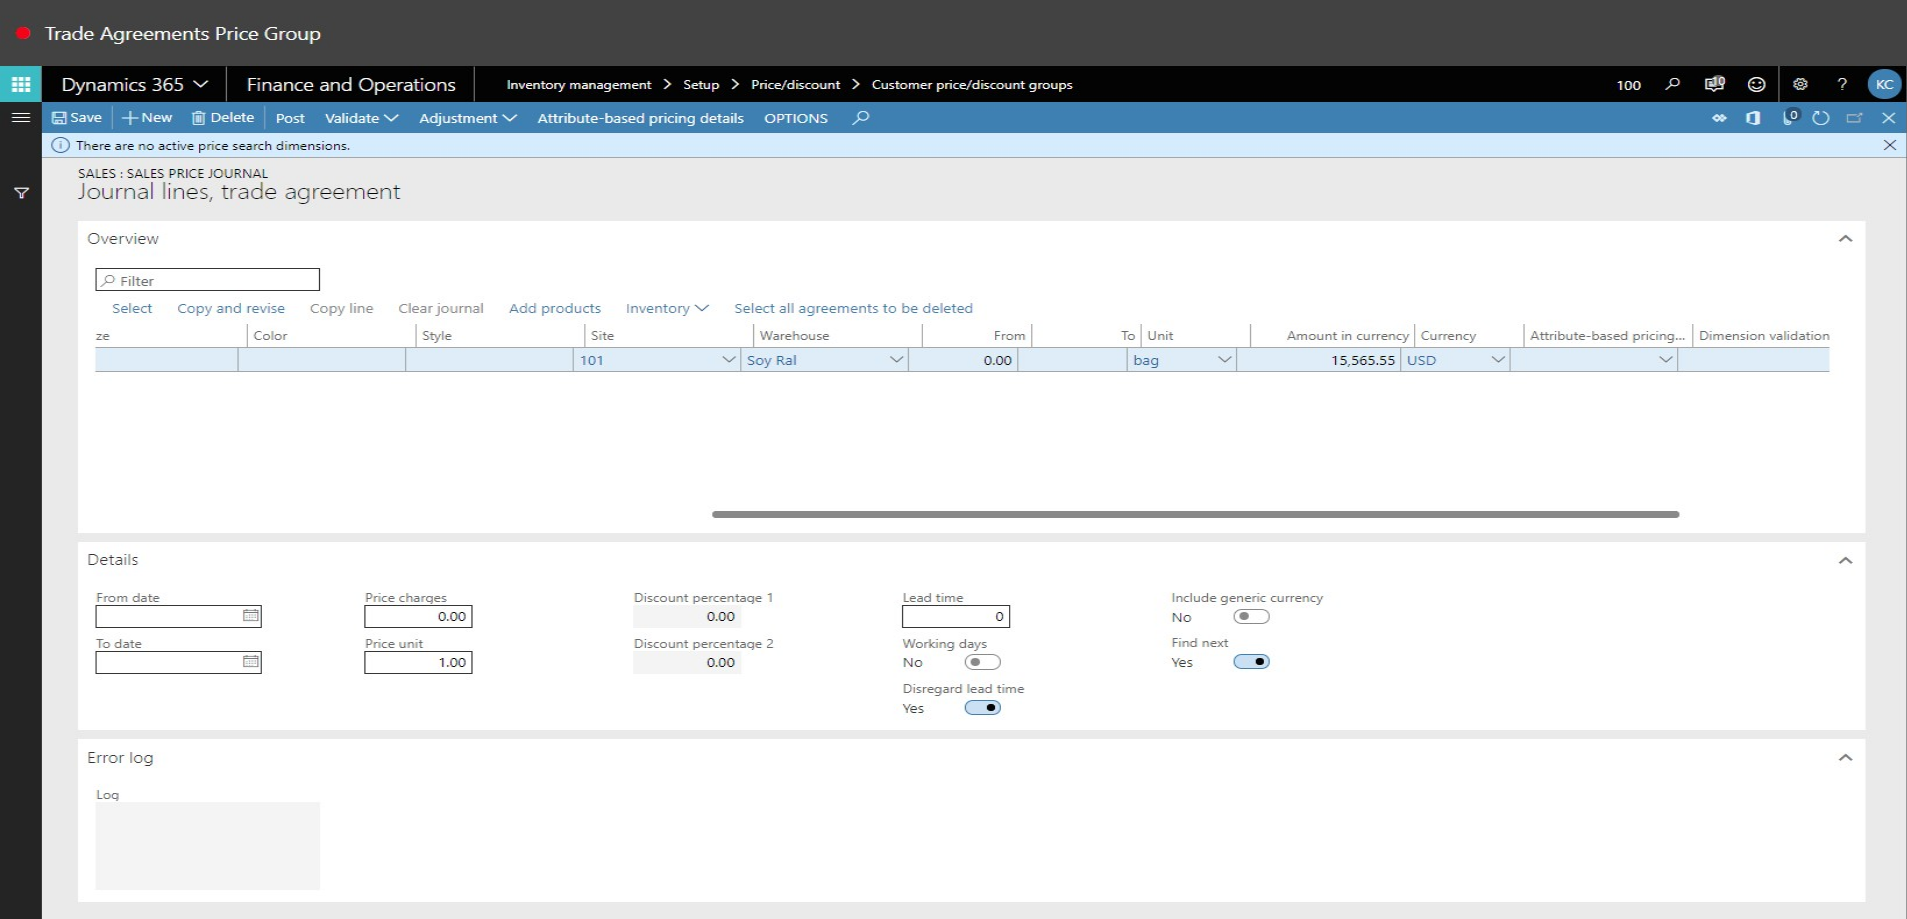 Trade Agreements Price Group
Dynamics 365 Finance and Operations Inventory management > Setup > Price/discount > Customer price/discount groups 100 10 ? KC
Save + New Delete Post Validate Adjustment Attribute-based pricing details OPTIONS 0
There are no active price search dimensions.
SALES : SALES PRICE JOURNAL
Journal lines, trade agreement
Overview
Filter
Select Copy and revise Copy line Clear journal Add products Inventory Select all agreements to be deleted
ze Color Style Site Warehouse From To Unit Amount in currency Currency Attribute-based pricing... Dimension validation
101 Soy Ral 0.00 bag 15,565.55 USD
Details
From date Price charges Discount percentage 1 Lead time Include generic currency
0.00 0.00 0 No
To date Price unit Discount percentage 2 Working days Find next
1.00 0.00 No Yes
Disregard lead time
Yes
Error log
Log